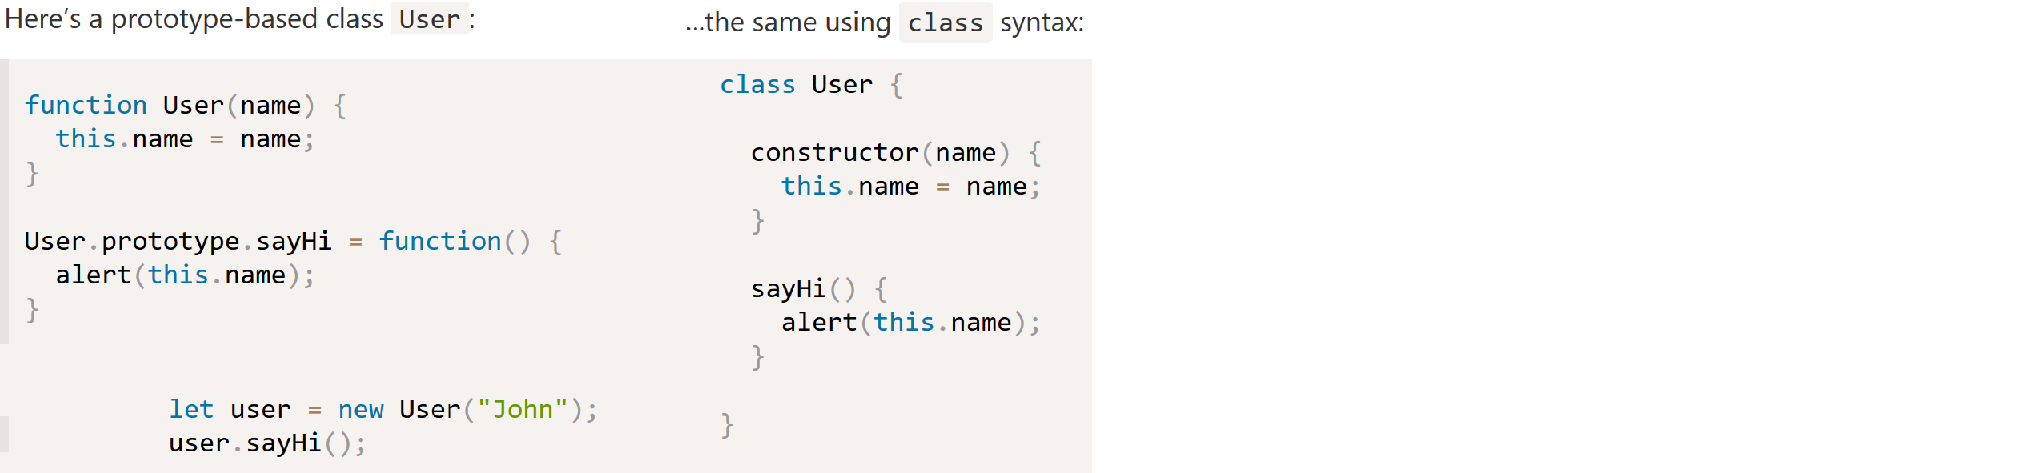 Here's a prototype-based class User:
function User(name) {
  this.name = name;
}
User.prototype.sayHi = function() {
  alert(this.name);
}
let user = new User("John");
user.sayHi();
...the same using class syntax:
class User {
  constructor(name) {
    this.name = name;
  }
  sayHi() {
    alert(this.name);
  }
}